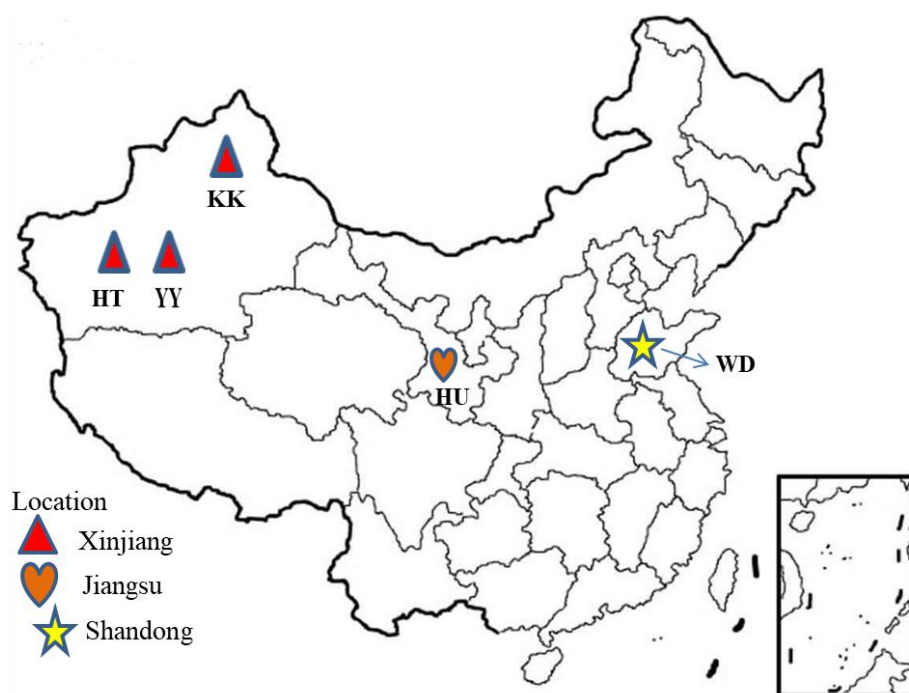 KK
HT YY
WD
HU
Location
Xinjiang
Jiangsu
Shandong